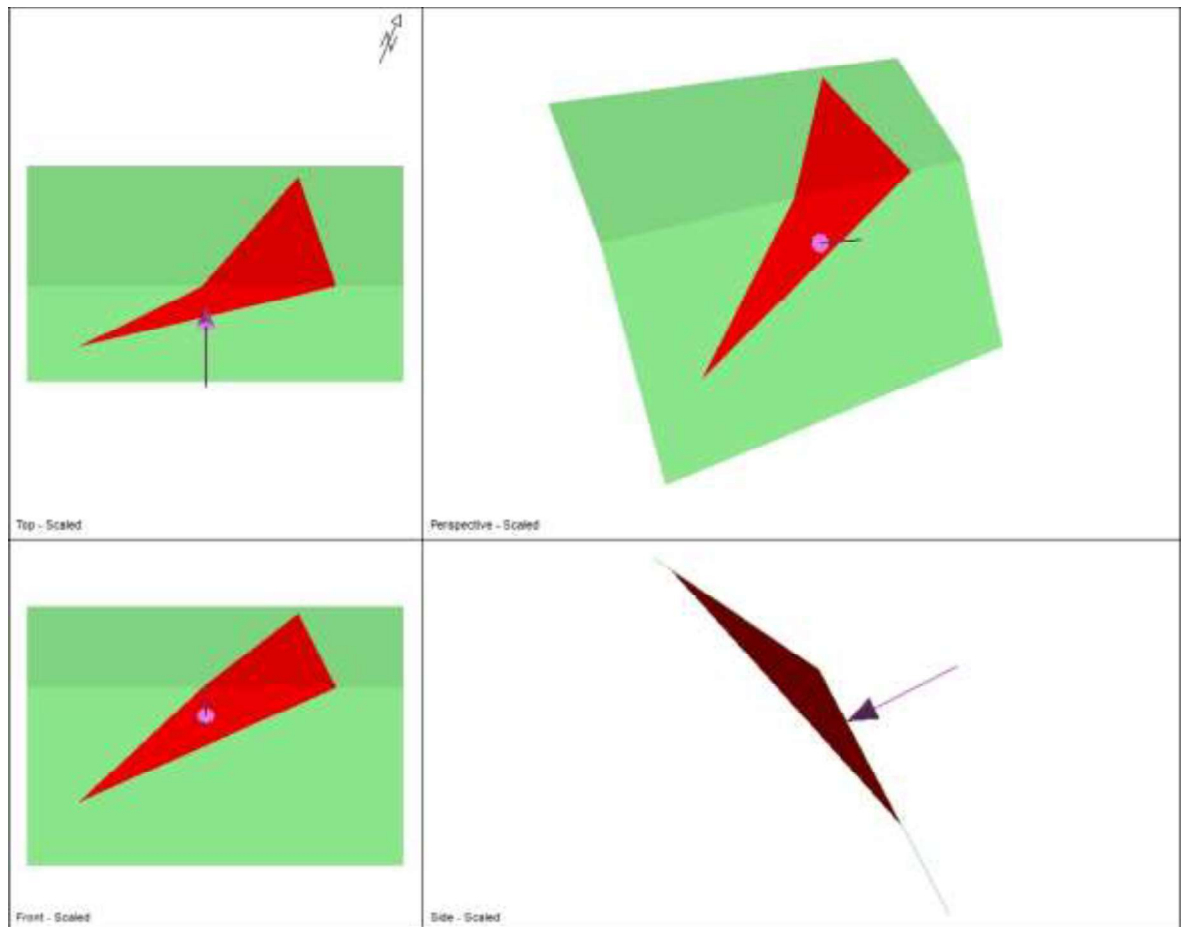 N
Top - Scaled
Perspective - Scaled
Front - Scaled
Side - Scaled